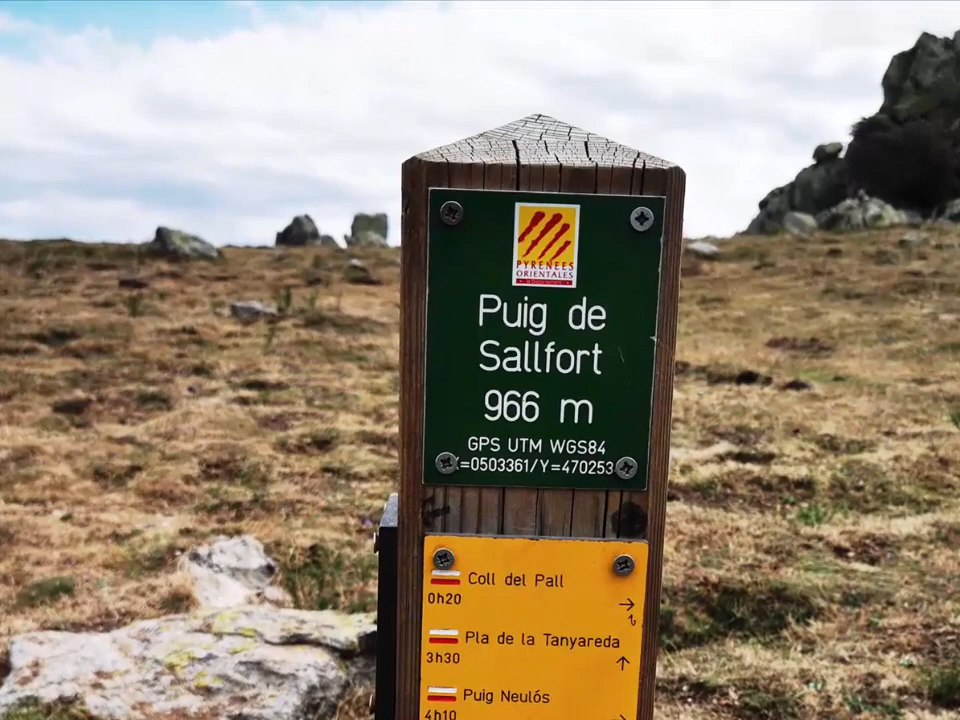 PYRENEES
ORIENTALES
Puig de
Sallfort
966 m
GPS UTM WGS84
=0503361/Y=470253
Coll del Pall
0h20
Pla de la Tanyareda
3h30
Puig Neulós
4h10